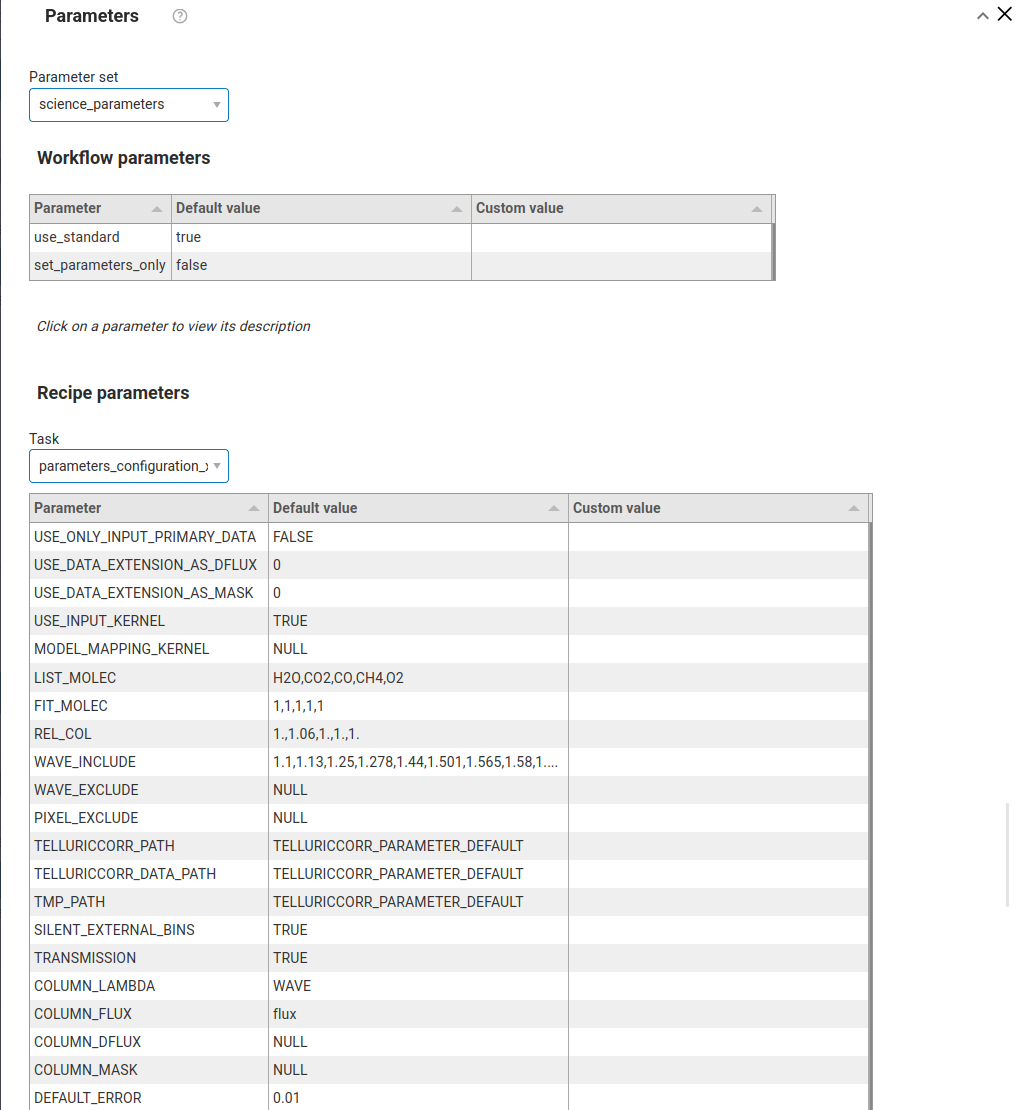 Parameters ?
Parameter set
science_parameters
Workflow parameters
Parameter Default value Custom value
use_standard true
set_parameters_only false
Click on a parameter to view its description
Recipe parameters
Task
parameters_configuration_
Parameter Default value Custom value
USE_ONLY_INPUT_PRIMARY_DATA FALSE
USE_DATA_EXTENSION_AS_DFLUX 0
USE_DATA_EXTENSION_AS_MASK 0
USE_INPUT_KERNEL TRUE
MODEL_MAPPING_KERNEL NULL
LIST_MOLEC H2O,CO2,CO,CH4,O2
FIT_MOLEC 1,1,1,1,1
REL_COL 1.,1.06,1.,1.,1.
WAVE_INCLUDE 1.1,1.13,1.25,1.278,1.44,1.501,1.565,1.58,1....
WAVE_EXCLUDE NULL
PIXEL_EXCLUDE NULL
TELLURICCORR_PATH TELLURICCORR_PARAMETER_DEFAULT
TELLURICCORR_DATA_PATH TELLURICCORR_PARAMETER_DEFAULT
TMP_PATH TELLURICCORR_PARAMETER_DEFAULT
SILENT_EXTERNAL_BINS TRUE
TRANSMISSION TRUE
COLUMN_LAMBDA WAVE
COLUMN_FLUX flux
COLUMN_DFLUX NULL
COLUMN_MASK NULL
DEFAULT_ERROR 0.01